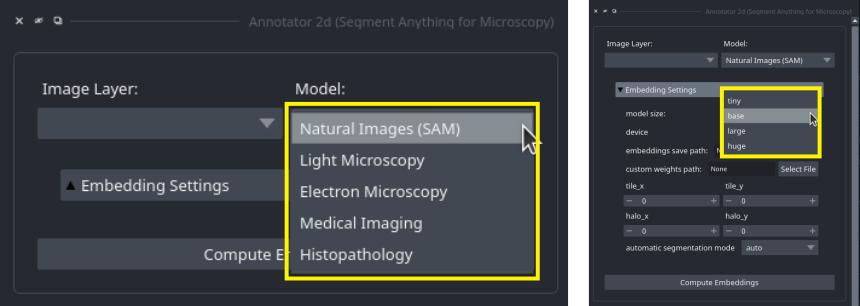 Annotator 2d (Segment Anything for Microscopy)
Image Layer:
Model:
Natural Images (SAM)
Light Microscopy
Electron Microscopy
Medical Imaging
Histopathology
Embedding Settings
Compute E
Annotator 2d (Segment Anything for Microscopy)
Image Layer:
Model:
Natural Images (SAM)
Embedding Settings
model size:
tiny
base
large
huge
device
embeddings save path:
custom weights path: None Select File
tile_x tile_y
− 0 + − 0 +
halo_x halo_y
− 0 + − 0 +
automatic segmentation mode auto
Compute Embeddings